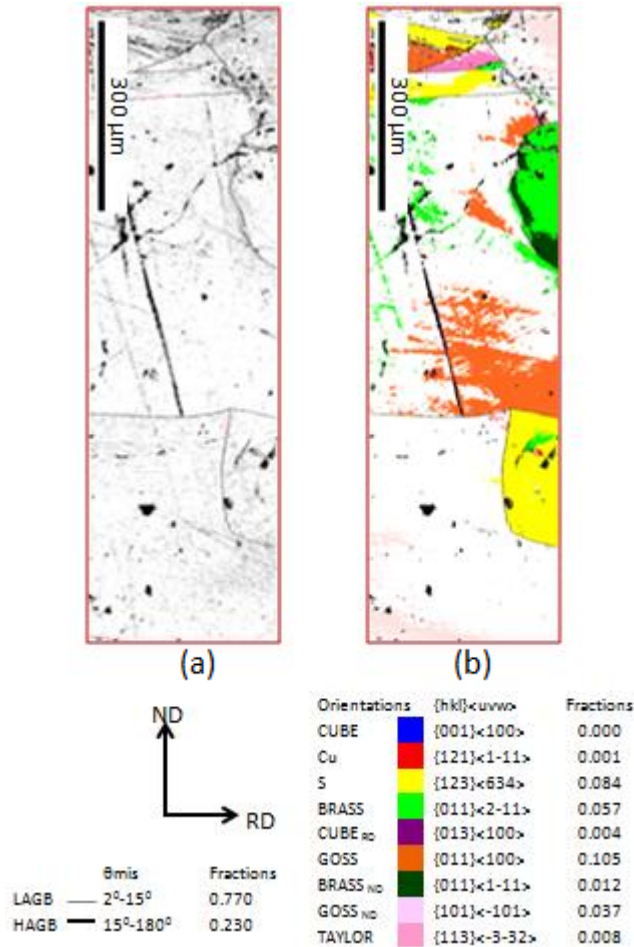 300 µm
300 µm
(a)
(b)
ND
RD
θmis Fractions
LAGB 2⁰-15⁰ 0.770
HAGB 15⁰-180⁰ 0.230
Orientations {hkl}<uvw> Fractions
CUBE {001}<100> 0.000
Cu {121}<1-11> 0.001
S {123}<634> 0.084
BRASS {011}<2-11> 0.057
CUBE RD {013}<100> 0.004
GOSS {011}<100> 0.105
BRASS ND {011}<1-11> 0.012
GOSS ND {101}<-101> 0.037
TAYLOR {113}<-3-32> 0.008